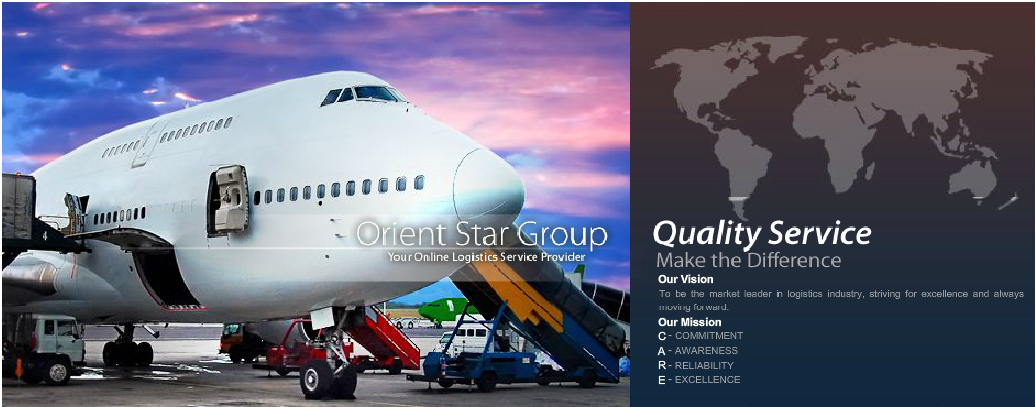 Orient Star Group
Your Online Logistics Service Provider
Quality Service
Make the Difference
Our Vision
To be the market leader in logistics industry, striving for excellence and always
moving forward.
Our Mission
C - COMMITMENT
A - AWARENESS
R - RELIABILITY
E - EXCELLENCE